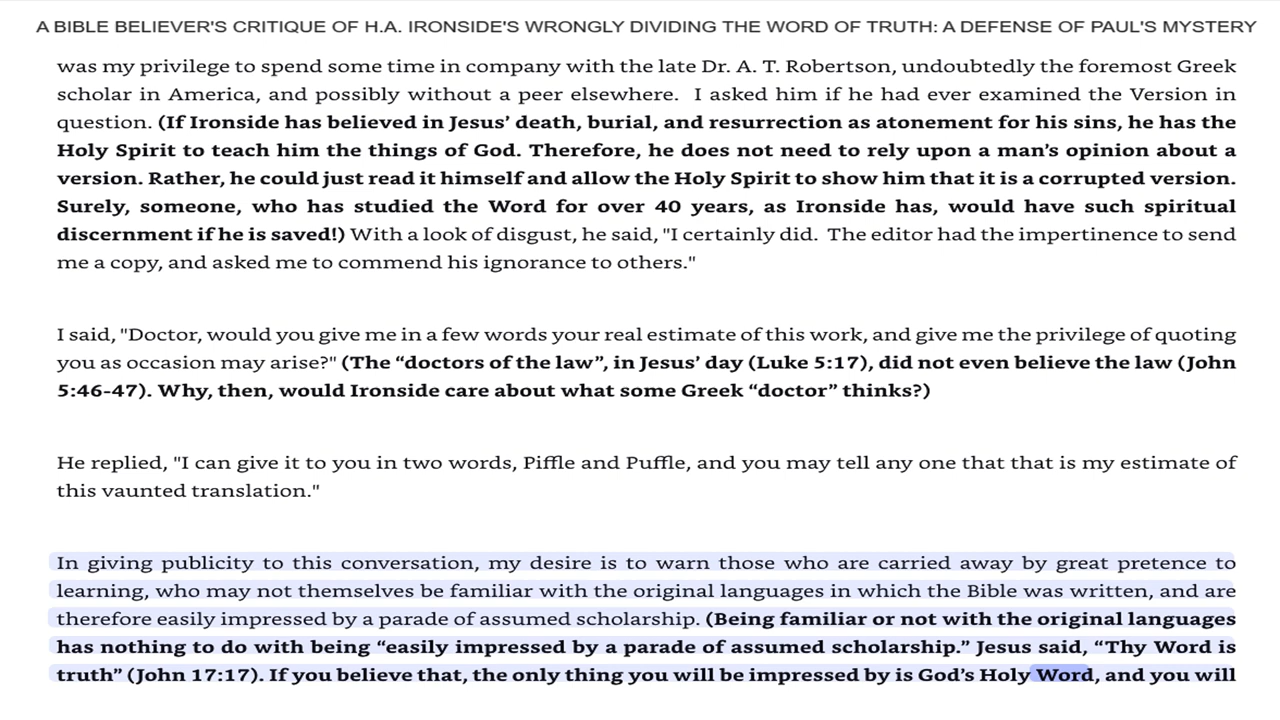 A BIBLE BELIEVER'S CRITIQUE OF H.A. IRONSIDE'S WRONGLY DIVIDING THE WORD OF TRUTH: A DEFENSE OF PAUL'S MYSTERY
was my privilege to spend some time in company with the late Dr. A. T. Robertson, undoubtedly the foremost Greek
scholar in America, and possibly without a peer elsewhere.  I asked him if he had ever examined the Version in
question. (If Ironside has believed in Jesus’ death, burial, and resurrection as atonement for his sins, he has the
Holy Spirit to teach him the things of God. Therefore, he does not need to rely upon a man’s opinion about a
version. Rather, he could just read it himself and allow the Holy Spirit to show him that it is a corrupted version.
Surely, someone, who has studied the Word for over 40 years, as Ironside has, would have such spiritual
discernment if he is saved!) With a look of disgust, he said, "I certainly did.  The editor had the impertinence to send
me a copy, and asked me to commend his ignorance to others."
I said, "Doctor, would you give me in a few words your real estimate of this work, and give me the privilege of quoting
you as occasion may arise?" (The “doctors of the law”, in Jesus’ day (Luke 5:17), did not even believe the law (John
5:46-47). Why, then, would Ironside care about what some Greek “doctor” thinks?)
He replied, "I can give it to you in two words, Piffle and Puffle, and you may tell any one that that is my estimate of
this vaunted translation."
In giving publicity to this conversation, my desire is to warn those who are carried away by great pretence to
learning, who may not themselves be familiar with the original languages in which the Bible was written, and are
therefore easily impressed by a parade of assumed scholarship. (Being familiar or not with the original languages
has nothing to do with being “easily impressed by a parade of assumed scholarship.” Jesus said, “Thy Word is
truth” (John 17:17). If you believe that, the only thing you will be impressed by is God’s Holy Word, and you will